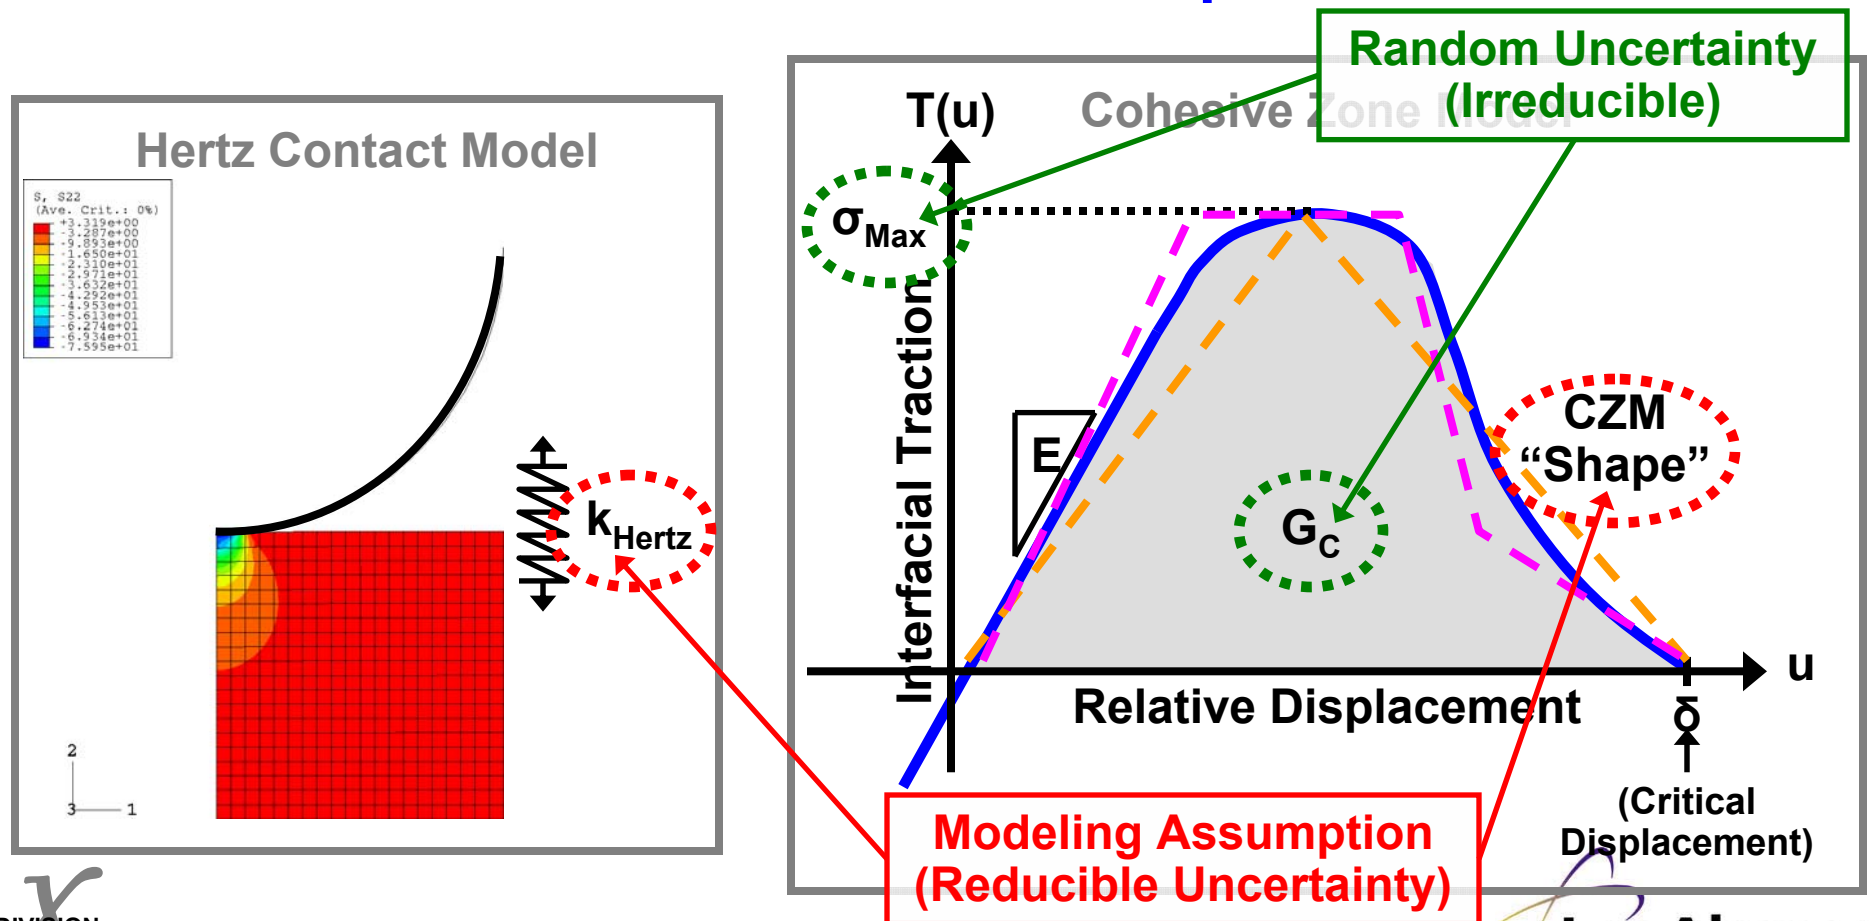 Random Uncertainty
(Irreducible)
Hertz Contact Model
S, S22
(Ave. Crit.: 0%)
+3.319e+00
-3.287e+00
-9.893e+00
-1.650e+01
-2.310e+01
-2.971e+01
-3.632e+01
-4.292e+01
-4.953e+01
-5.613e+01
-6.274e+01
-6.934e+01
-7.595e+01
kHertz
2
3
1
T(u)
Cohesive Zone Model
σMax
Interfacial Traction
E
GC
CZM
“Shape”
u
Relative Displacement
δ
(Critical
Displacement)
Modeling Assumption
(Reducible Uncertainty)